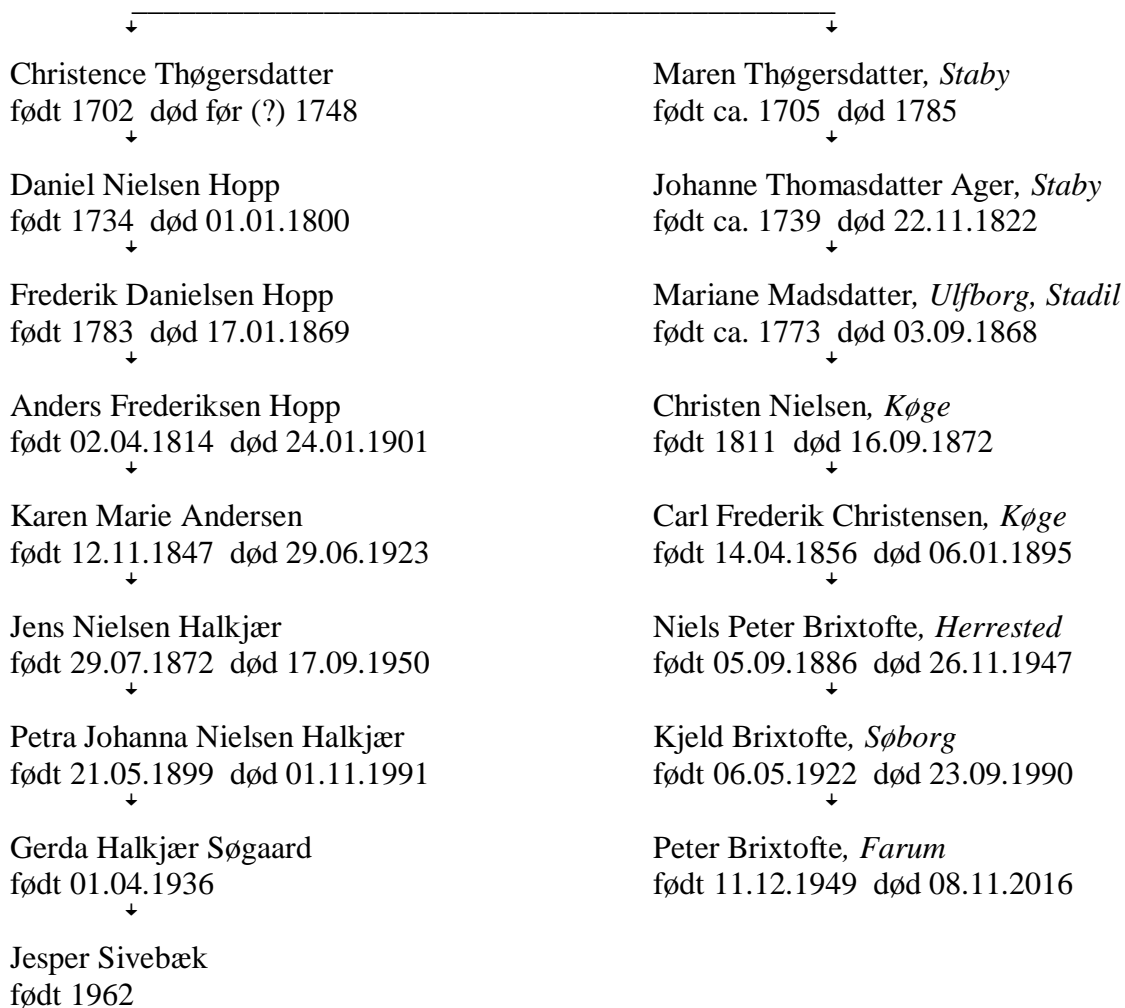 Christence Thøgersdatter
født 1702  død før (?) 1748
Daniel Nielsen Hopp
født 1734  død 01.01.1800
Frederik Danielsen Hopp
født 1783  død 17.01.1869
Anders Frederiksen Hopp
født 02.04.1814  død 24.01.1901
Karen Marie Andersen
født 12.11.1847  død 29.06.1923
Jens Nielsen Halkjær
født 29.07.1872  død 17.09.1950
Petra Johanna Nielsen Halkjær
født 21.05.1899  død 01.11.1991
Gerda Halkjær Søgaard
født 01.04.1936
Jesper Sivebæk
født 1962
Maren Thøgersdatter, Staby
født ca. 1705  død 1785
Johanne Thomasdatter Ager, Staby
født ca. 1739  død 22.11.1822
Mariane Madsdatter, Ulfborg, Stadil
født ca. 1773  død 03.09.1868
Christen Nielsen, Køge
født 1811  død 16.09.1872
Carl Frederik Christensen, Køge
født 14.04.1856  død 06.01.1895
Niels Peter Brixtofte, Herrested
født 05.09.1886  død 26.11.1947
Kjeld Brixtofte, Søborg
født 06.05.1922  død 23.09.1990
Peter Brixtofte, Farum
født 11.12.1949  død 08.11.2016